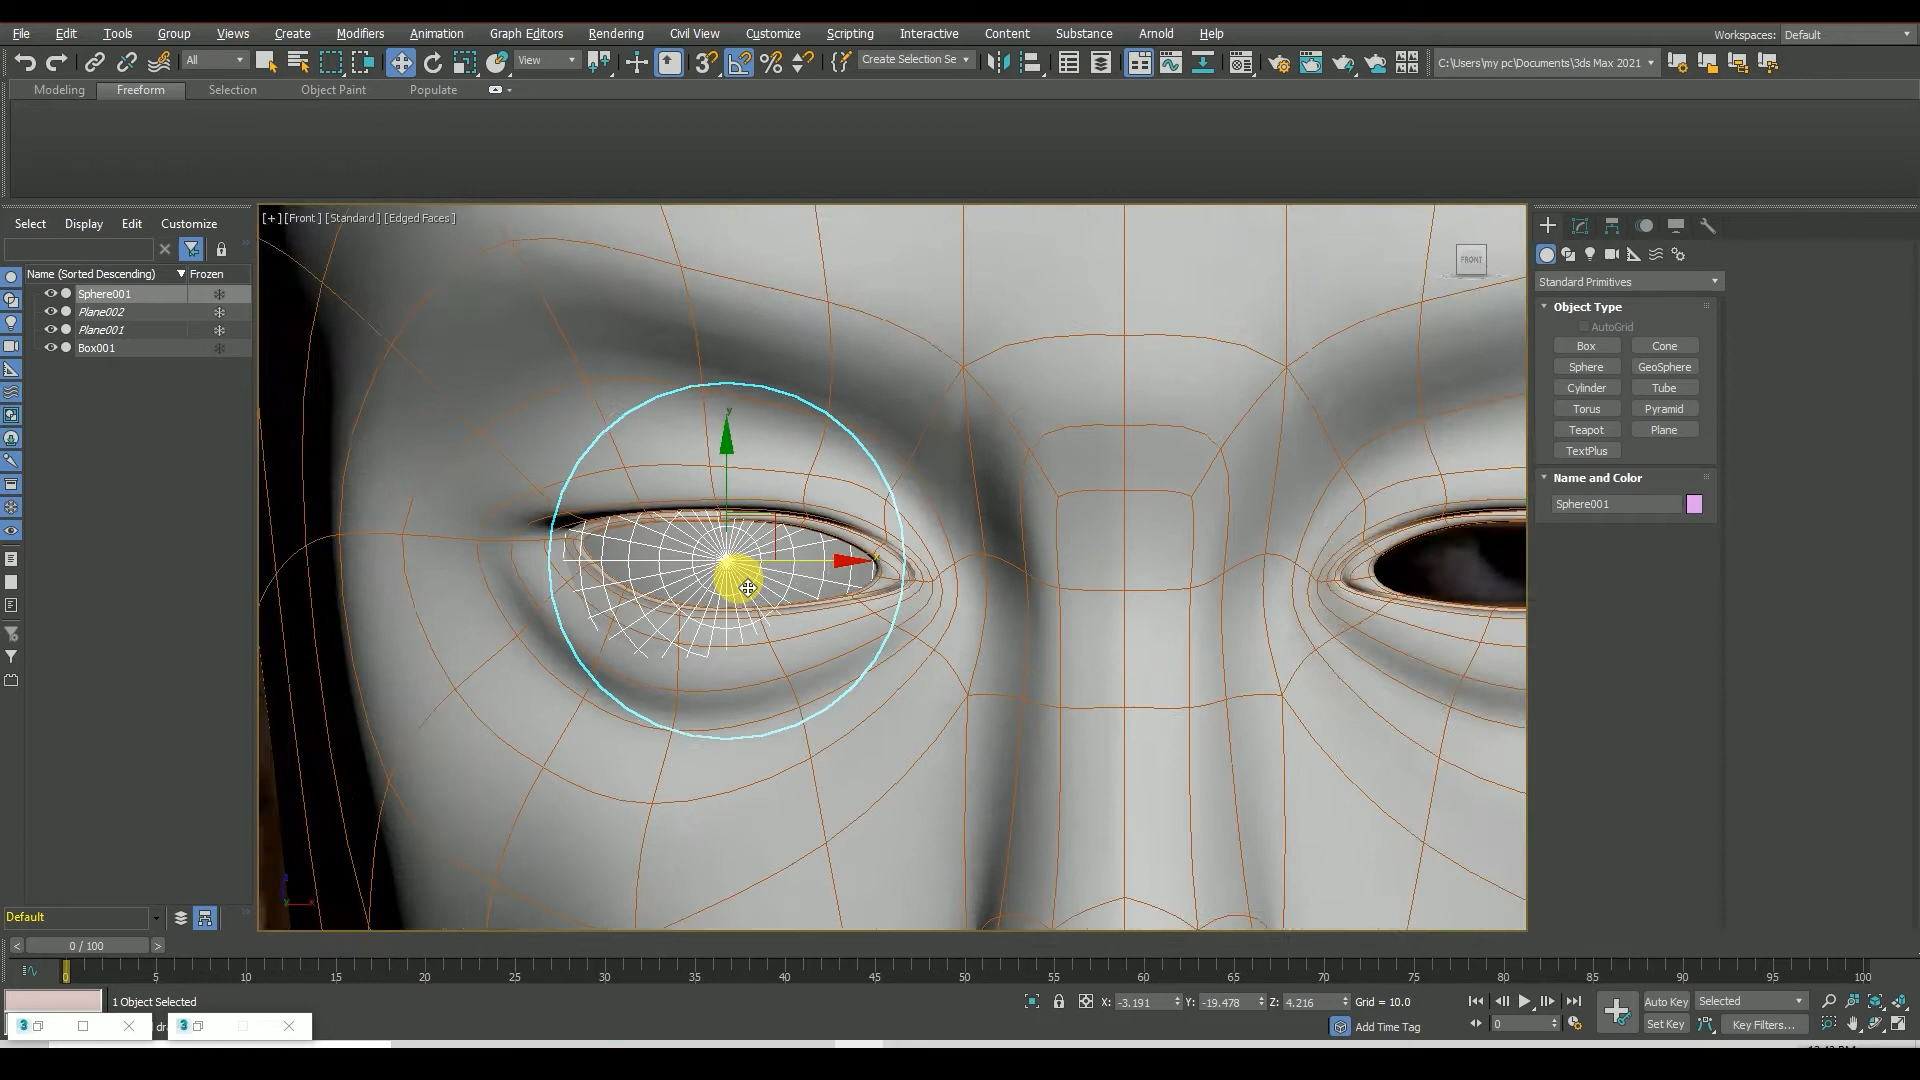 File Edit Tools Group Views Create Modifiers Animation Graph Editors Rendering Civil View Customize Scripting Interactive Content Substance Arnold Help Workspaces: Default
All View Create Selection Se C:\Users\my pc\Documents\3ds Max 2021
Modeling Freeform Selection Object Paint Populate
[+] [Front ] [Standard ] [Edged Faces ]
Select Display Edit Customize
Name (Sorted Descending) Frozen
Sphere001
Plane002
Plane001
Box001
FRONT
Standard Primitives
Object Type
AutoGrid
Box Cone
Sphere GeoSphere
Cylinder Tube
Torus Pyramid
Teapot Plane
TextPlus
Name and Color
Sphere001
y
x
Default
0 / 100
0 5 10 15 20 25 30 35 40 45 50 55 60 65 70 75 80 85 90 95 100
1 Object Selected X: -3.191 Y: -19.478 Z: 4.216 Grid = 10.0 Auto Key Selected
Add Time Tag 0 Set Key Key Filters...